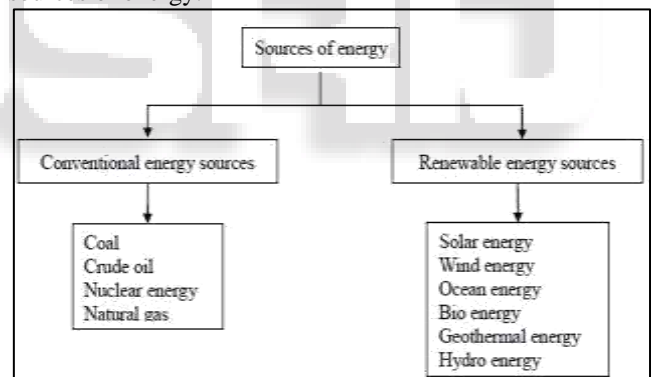 Sources of energy
Conventional energy sources
Renewable energy sources
Coal
Crude oil
Nuclear energy
Natural gas
Solar energy
Wind energy
Ocean energy
Bio energy
Geothermal energy
Hydro energy